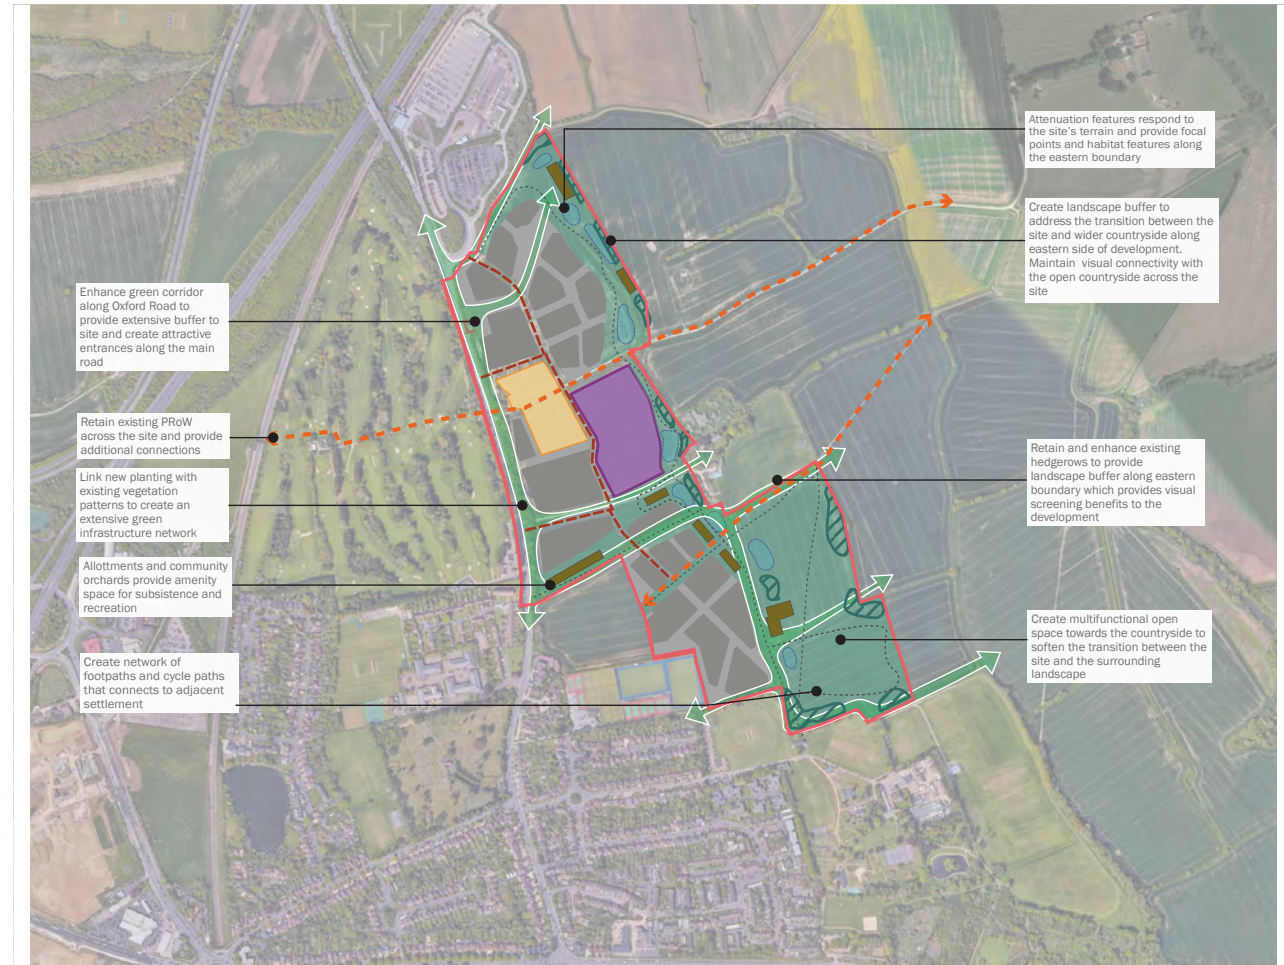 Attenuation features respond to
the site's terrain and provide focal
points and habitat features along
the eastern boundary
Create landscape buffer to
address the transition between the
site and wider countryside along
eastern side of development.
Maintain visual connectivity with
the open countryside across the
site
Enhance green corridor
along Oxford Road to
provide extensive buffer to
site and create attractive
entrances along the main
road
Retain existing PRoW
across the site and provide
additional connections
Link new planting with
existing vegetation
patterns to create an
extensive green
infrastructure network
Allottments and community
orchards provide amenity
space for subsistence and
recreation
Create network of
footpaths and cycle paths
that connects to adjacent
settlement
Retain and enhance existing
hedgerows to provide
landscape buffer along eastern
boundary which provides visual
screening benefits to the
development
Create multifunctional open
space towards the countryside to
soften the transition between the
site and the surrounding
landscape